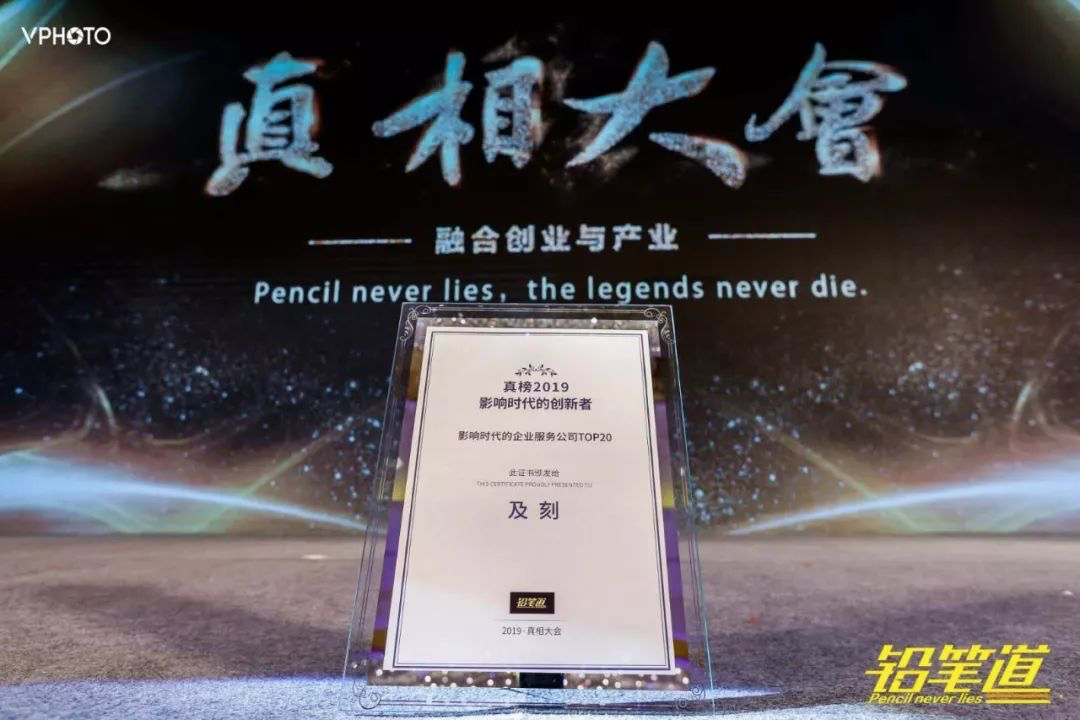 VPHOTO
真相大會
融合创业与产业
Pencil never lies, the legends never die.
真榜2019
影响时代的创新者
影响时代的企业服务公司TOP20
此证书颁发给
THIS CERTIFICATE PROUDLY PRESENTED TO
及刻
铅笔道
2019·真相大会
铅笔道
Pencil never lies